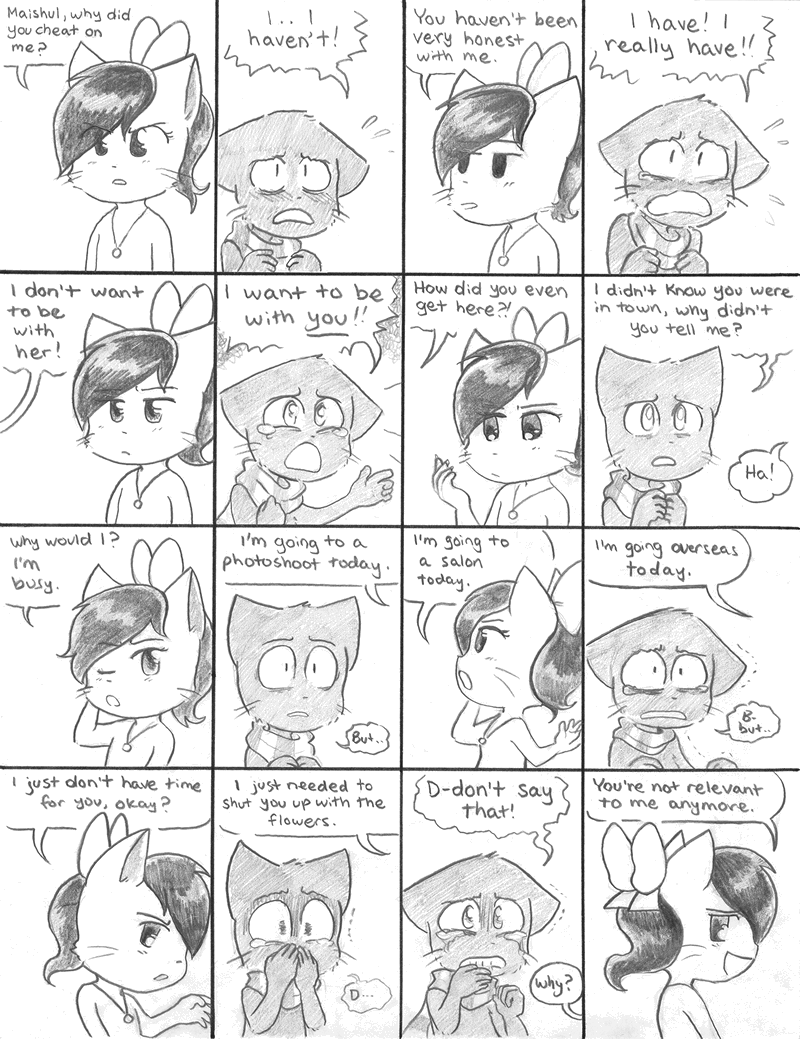 Maishul, why did
you cheat on
me?
I.. I
haven't!
You haven't been
very honest
with me.
I have! I
really have!!
I don't want
to be
with
her!
I want to be
with you!!
How did you even
get here?!
I didn't know you were
in town, why didn't
you tell me?
Ha!
why would I?
I'm
busy.
I'm going to a
photoshoot today.
But..
I'm going to
a salon
today.
I'm going overseas
today.
B-
but..
I just don't have time
for you, okay?
I just needed to
shut you up with the
flowers.
D...
D-don't say
that!
why?
You're not relevant
to me anymore.